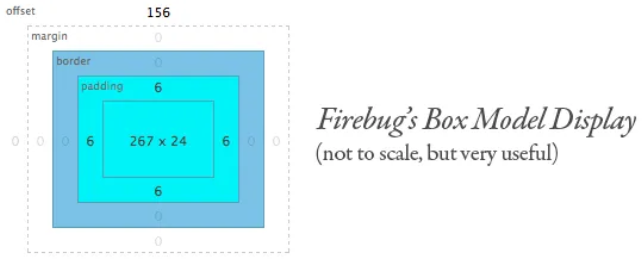 offset 156
margin 0
border 0
padding 6
0 0 0 6 267 x 24 6 0 0
6
0
0
Firebug's Box Model Display
(not to scale, but very useful)